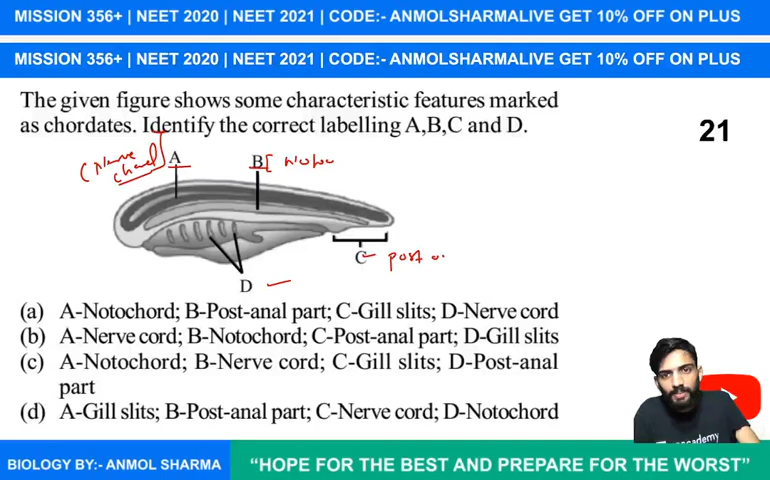 MISSION 356+ | NEET 2020 | NEET 2021 | CODE:- ANMOLSHARMALIVE GET 10% OFF ON PLUS
MISSION 356+ | NEET 2020 | NEET 2021 | CODE:- ANMOLSHARMALIVE GET 10% OFF ON PLUS
The given figure shows some characteristic features marked
as chordates. Identify the correct labelling A,B,C and D.
21
(Nerve
A
B
C
post
D
(a) A-Notochord; B-Post-anal part; C-Gill slits; D-Nerve cord
(b) A-Nerve cord; B-Notochord; C-Post-anal part; D-Gill slits
(c) A-Notochord; B-Nerve cord; C-Gill slits; D-Post-anal
part
(d) A-Gill slits; B-Post-anal part; C-Nerve cord; D-Notochord
BIOLOGY BY:- ANMOL SHARMA
“HOPE FOR THE BEST AND PREPARE FOR THE WORST”